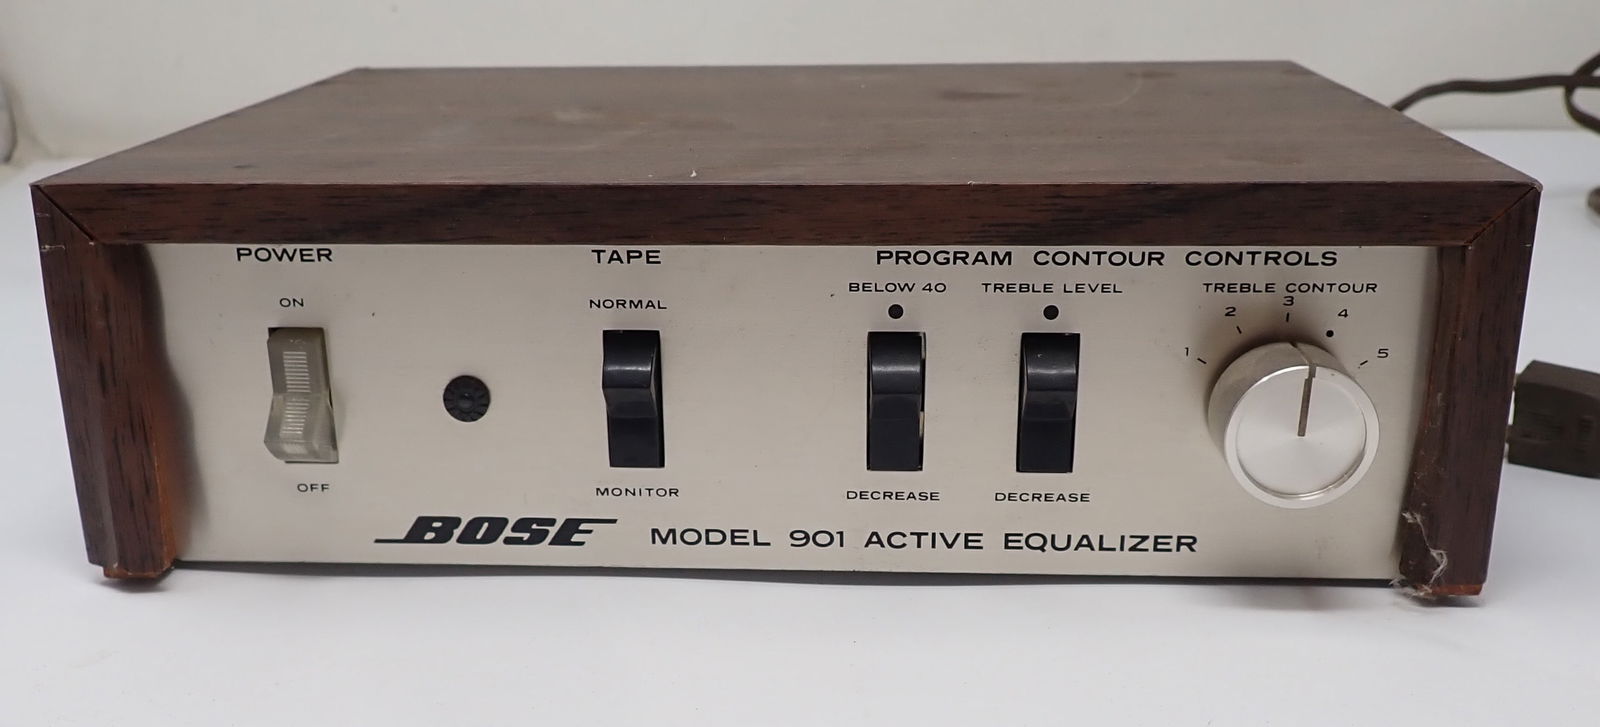 POWER TAPE PROGRAM CONTOUR CONTROLS
BELOW 40 TREBLE LEVEL TREBLE CONTOUR
ON NORMAL
1 2 3 4 5
OFF MONITOR DECREASE DECREASE
BOSE MODEL 901 ACTIVE EQUALIZER